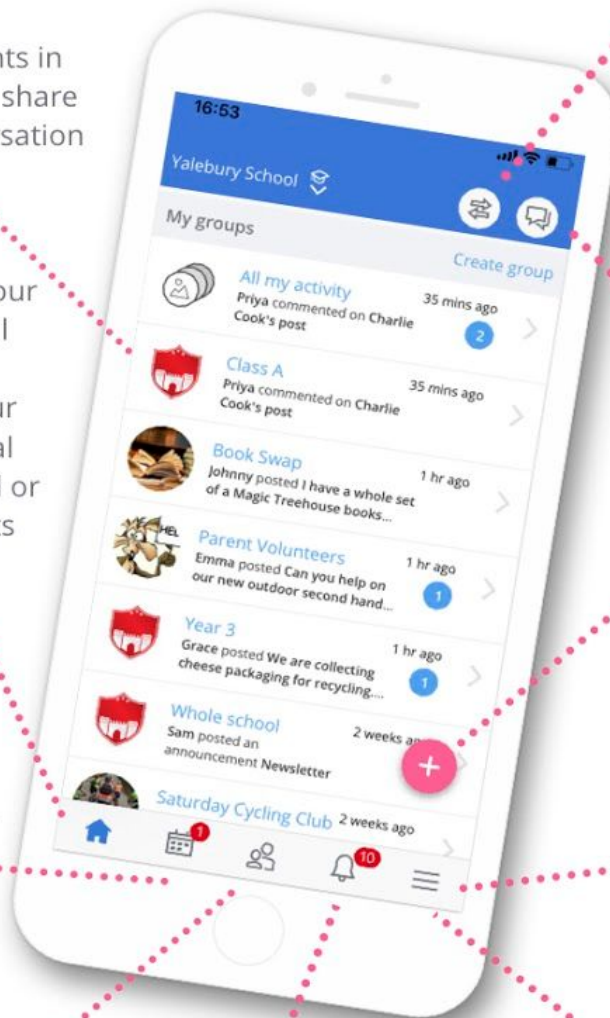 nts in
share
sation
our
l
ur
al
l or
ts
16:53
Yalebury School
My groups
Create group
All my activity
35 mins ago
Priya commented on Charlie
Cook's post
2
Class A
35 mins ago
Priya commented on Charlie
Cook's post
Book Swap
1 hr ago
Johnny posted I have a whole set
of a Magic Treehouse books...
Parent Volunteers
1 hr ago
Emma posted Can you help on
our new outdoor second hand...
1
HEL
Year 3
1 hr ago
Grace posted We are collecting
cheese packaging for recycling....
1
Whole school
2 weeks a
Sam posted an
announcement Newsletter
+
Saturday Cycling Club
2 weeks ago
1
10